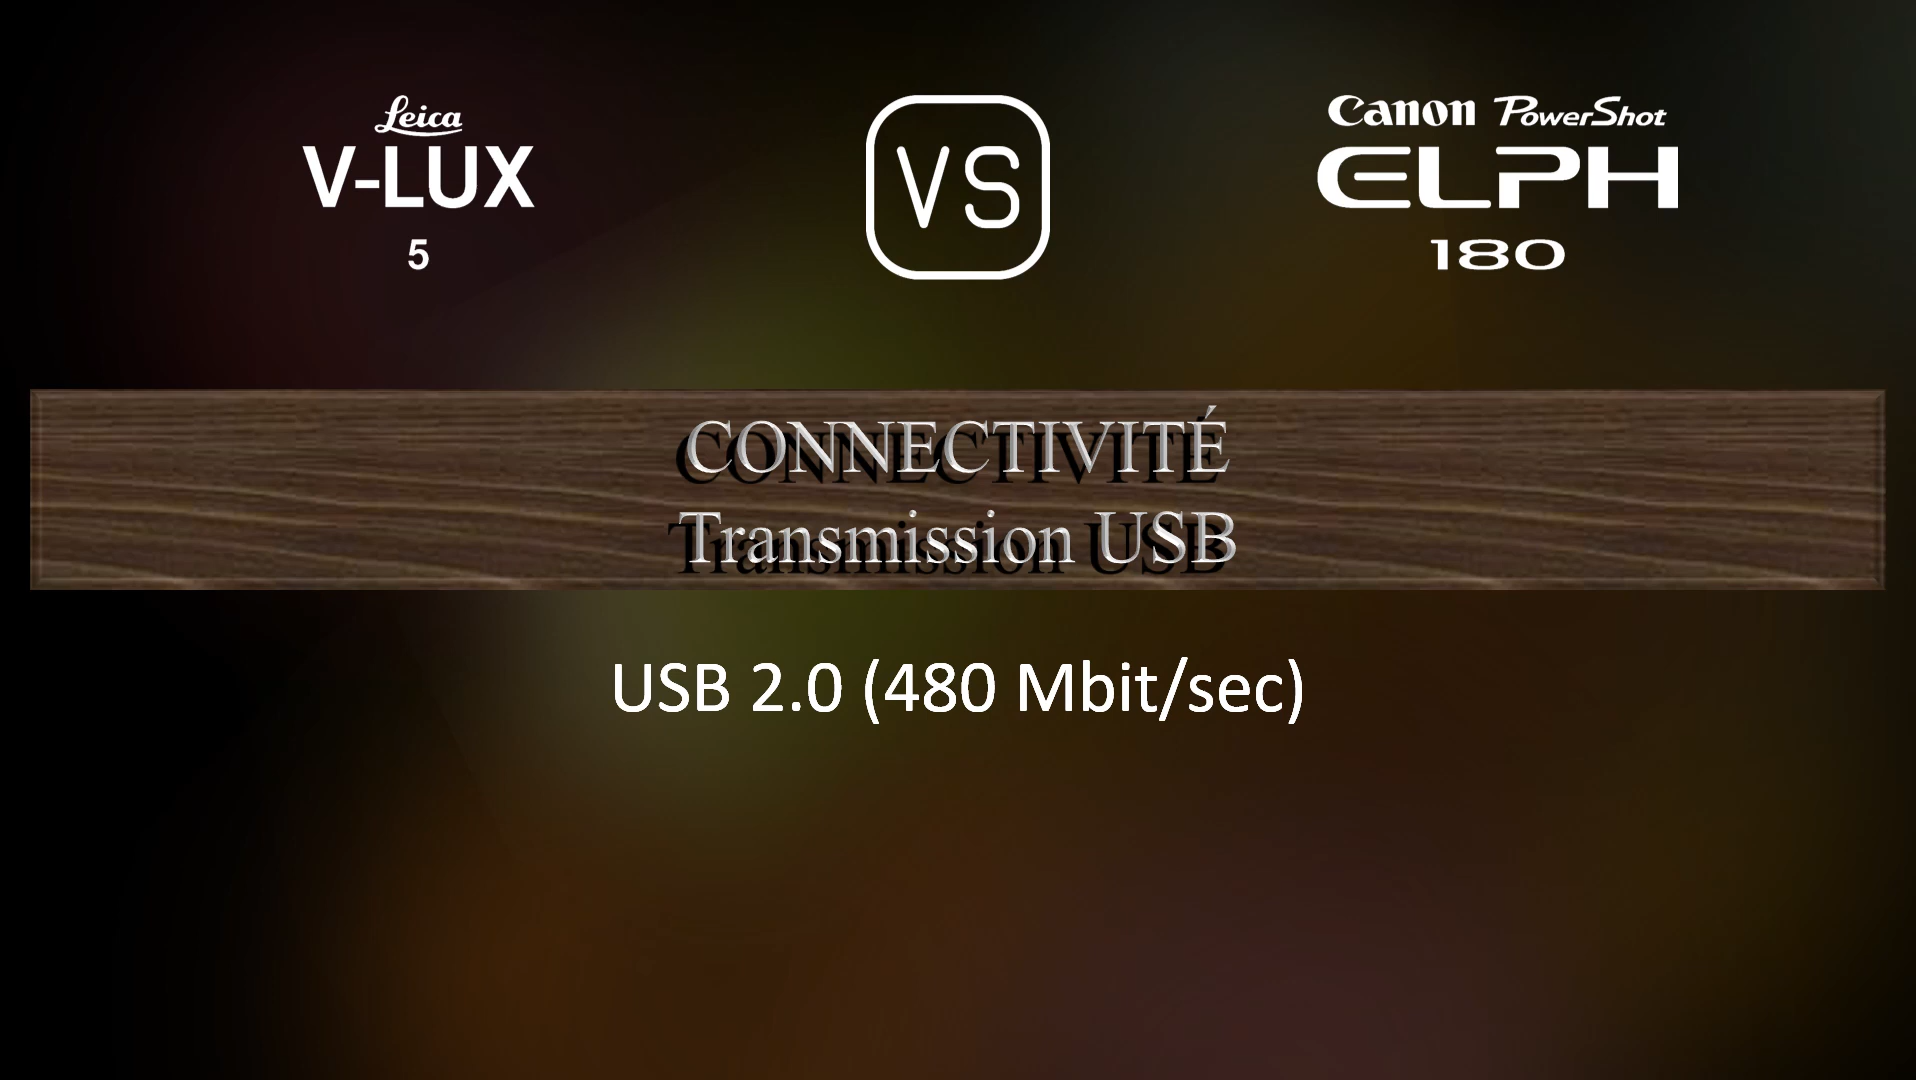 Leica
V-LUX
5
VS
Canon PowerShot
ELPH
180
CONNECTIVITÉ
Transmission USB
USB 2.0 (480 Mbit/sec)